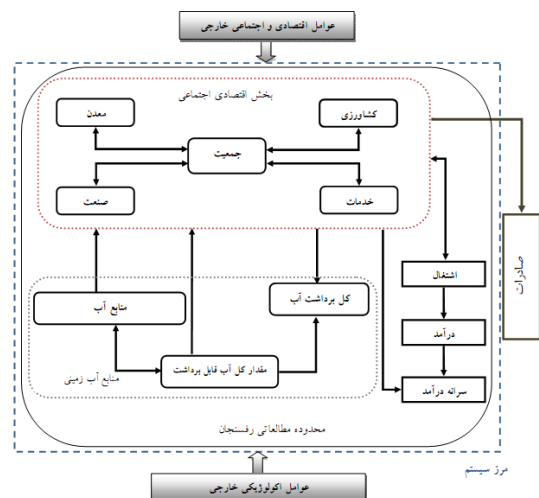 عوامل اقتصادی و اجتماعی خارجی
بخش اقتصادی اجتماعی
معدن
کشاورزی
جمعیت
صنعت
خدمات
صادرات
اشتغال
منابع آب
کل برداشت آب
درآمد
مقدار کل آب قابل برداشت
منابع آب زمینی
سرانه درآمد
محدوده مطالعاتی رفسنجان
مرز سیستم
عوامل اکولوژیکی خارجی